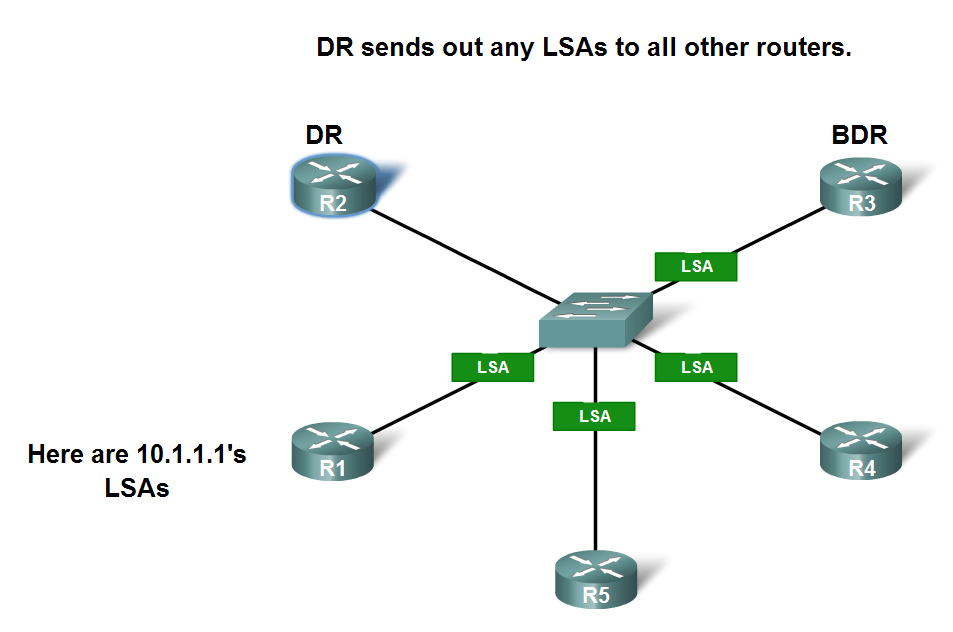 DR sends out any LSAs to all other routers.
DR
BDR
R2
R3
LSA
LSA
LSA
LSA
Here are 10.1.1.1's
LSAs
R1
R4
R5